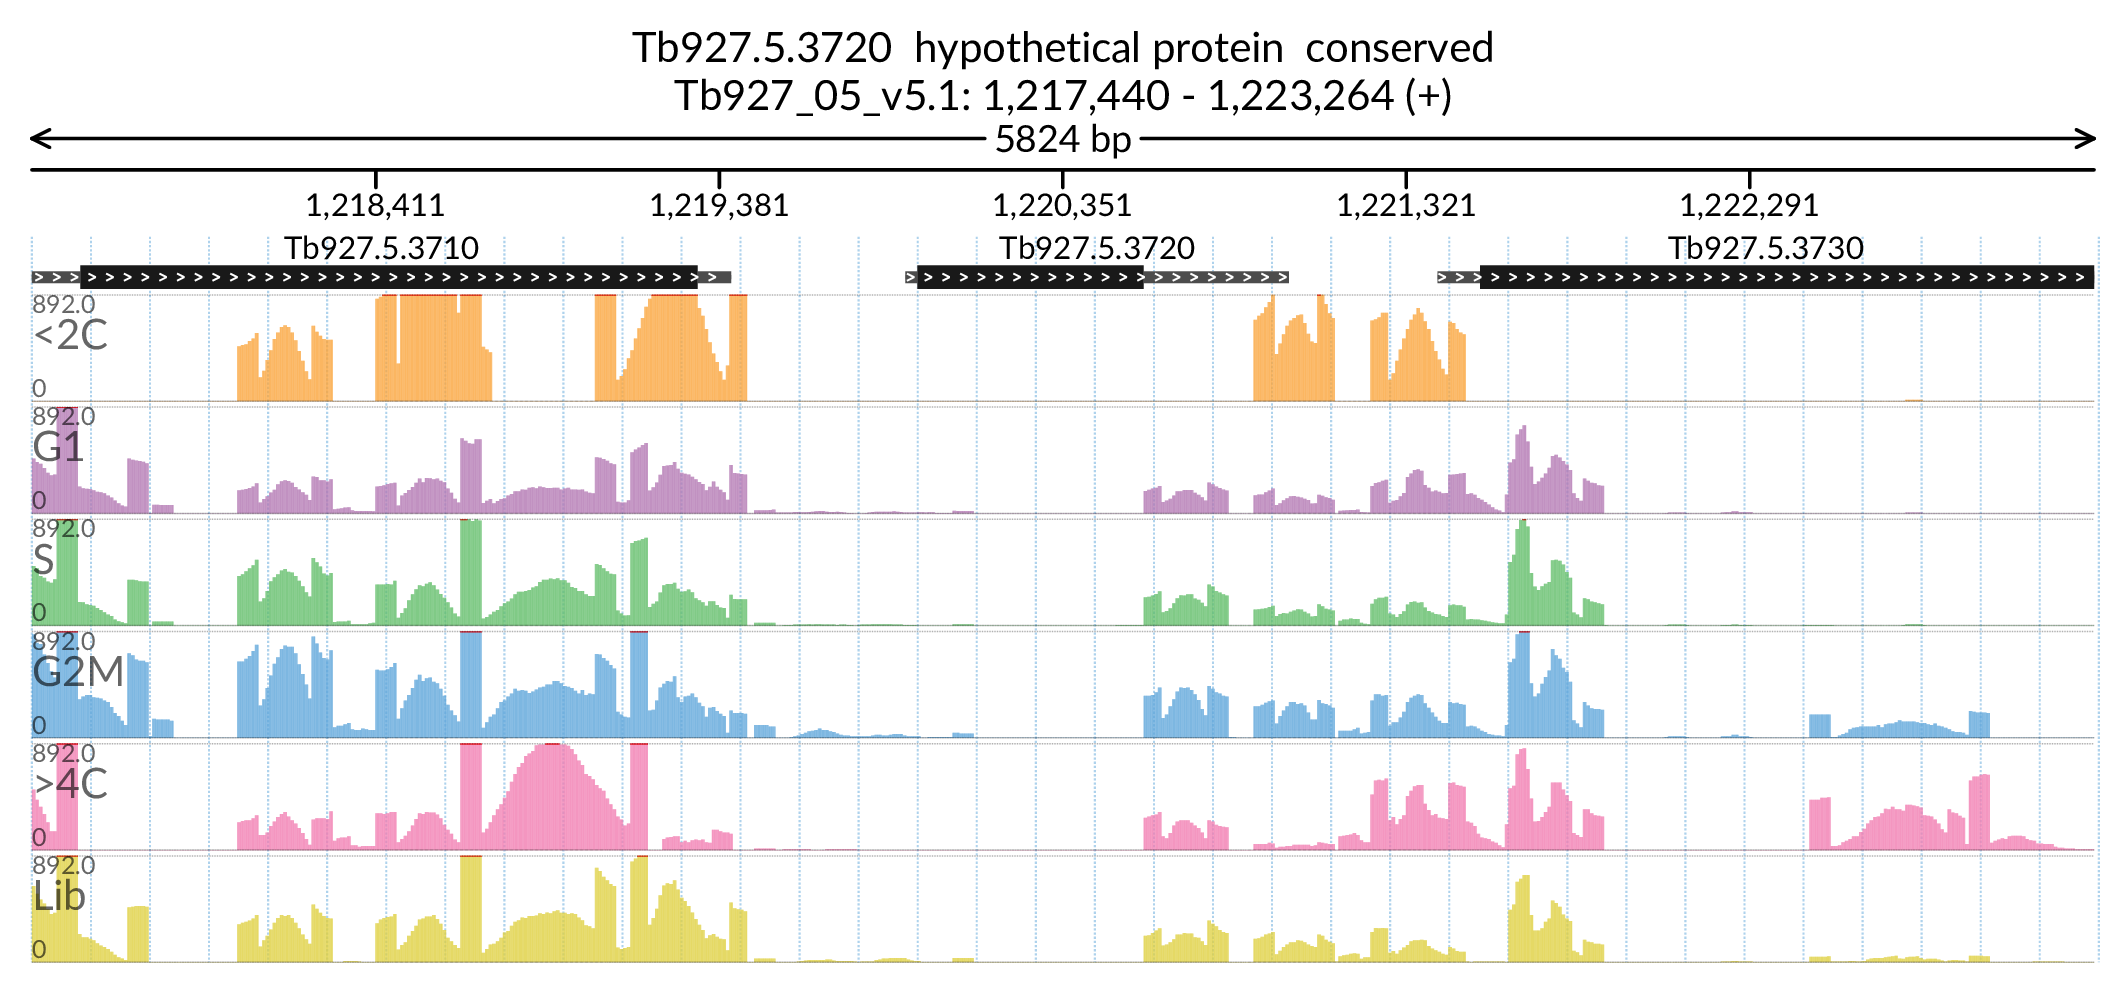 Tb927.5.3720  hypothetical protein  conserved
Tb927_05_v5.1: 1,217,440 - 1,223,264 (+)
5824 bp
1,218,411 1,219,381 1,220,351 1,221,321 1,222,291
Tb927.5.3710 Tb927.5.3720 Tb927.5.3730
892.0
<2C
0
892.0
G1
0
892.0
S
0
892.0
G2M
0
892.0
>4C
0
892.0
Lib
0